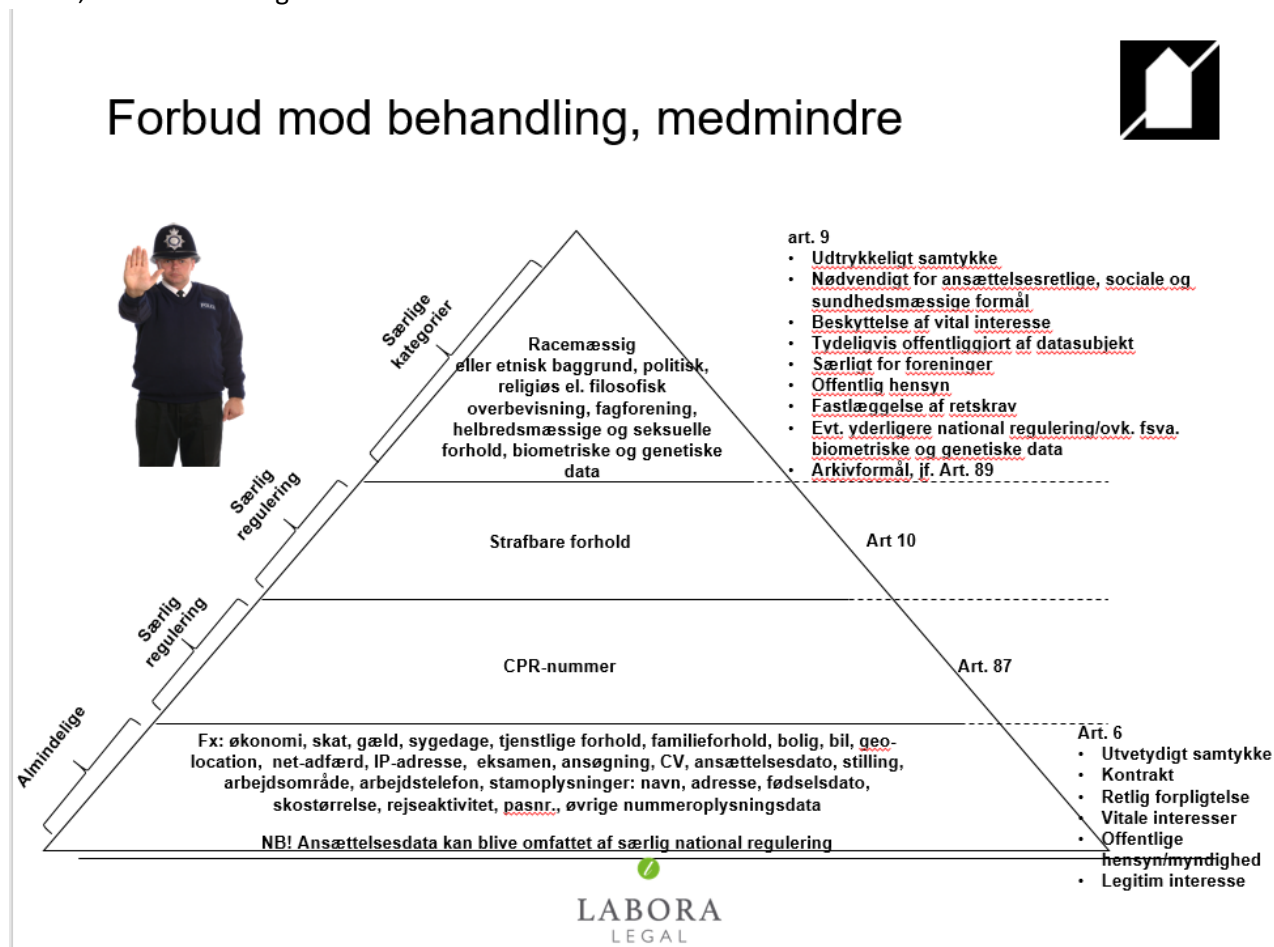 Forbud mod behandling, medmindre
POLICE
Særlige
kategorier
Racemæssig
eller etnisk baggrund, politisk,
religiøs el. filosofisk
overbevisning, fagforening,
helbredsmæssige og seksuelle
forhold, biometriske og genetiske
data
art. 9
• Udtrykkeligt samtykke
• Nødvendigt for ansættelsesretlige, sociale og
sundhedsmæssige formål
• Beskyttelse af vital interesse
• Tydeligvis offentliggjort af datasubjekt
• Særligt for foreninger
• Offentlig hensyn
• Fastlæggelse af retskrav
• Evt. yderligere national regulering/ovk. fsva.
biometriske og genetiske data
• Arkivformål, jf. Art. 89
Særlig
regulering
Strafbare forhold
Art 10
Særlig
regulering
CPR-nummer
Art. 87
Almindelige
Fx: økonomi, skat, gæld, sygedage, tjenstlige forhold, familieforhold, bolig, bil, geo-
location, net-adfærd, IP-adresse, eksamen, ansøgning, CV, ansættelsesdato, stilling,
arbejdsområde, arbejdstelefon, stamoplysninger: navn, adresse, fødselsdato,
skostørrelse, rejseaktivitet, pasnr., øvrige nummeroplysningsdata
NB! Ansættelsesdata kan blive omfattet af særlig national regulering
Art. 6
• Utvetydigt samtykke
• Kontrakt
• Retlig forpligtelse
• Vitale interesser
• Offentlige
hensyn/myndighed
• Legitim interesse
LABORA
LEGAL